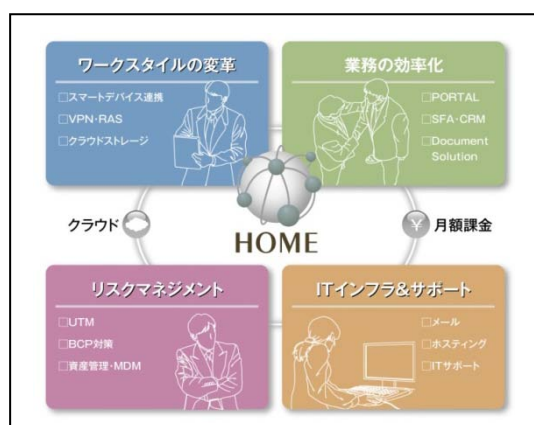 ワークスタイルの変革
□スマートデバイス連携
□VPN・RAS
□クラウドストレージ
業務の効率化
□PORTAL
□SFA・CRM
□Document
Solution
クラウド
HOME
¥
月額課金
リスクマネジメント
□UTM
□BCP対策
□資産管理・MDM
ITインフラ&サポート
□メール
□ホスティング
□ITサポート